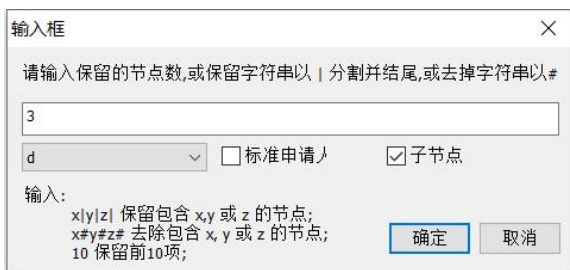 输入框
请输入保留的节点数,或保留字符串以 | 分割并结尾,或去掉字符串以#
3
d 标准申请人 子节点
输入:
x|y|z| 保留包含 x,y 或 z 的节点;
x#y#z# 去除包含 x, y 或 z 的节点;
10 保留前10项;
确定 取消